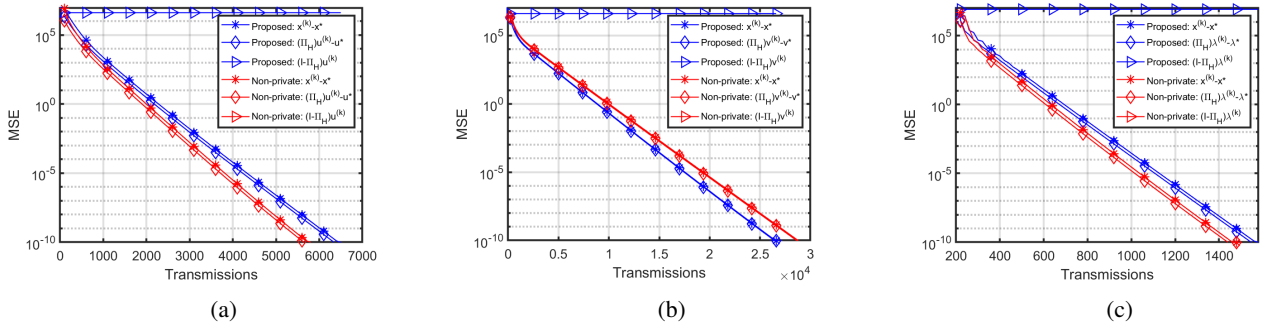 MSE
10^5
10^0
10^-5
10^-10
Proposed: x^(k)-x*
Proposed: (Π_H)u^(k)-u*
Proposed: (I-Π_H)u^(k)
Non-private: x^(k)-x*
Non-private: (Π_H)u^(k)-u*
Non-private: (I-Π_H)u^(k)
0 1000 2000 3000 4000 5000 6000 7000
Transmissions
(a)
MSE
10^5
10^0
10^-5
10^-10
Proposed: x^(k)-x*
Proposed: (Π_H)v^(k)-v*
Proposed: (I-Π_H)v^(k)
Non-private: x^(k)-x*
Non-private: (Π_H)v^(k)-v*
Non-private: (I-Π_H)v^(k)
0 0.5 1 1.5 2 2.5 3
Transmissions × 10^4
(b)
MSE
10^5
10^0
10^-5
10^-10
Proposed: x^(k)-x*
Proposed: (Π_H)λ^(k)-λ*
Proposed: (I-Π_H)λ^(k)
Non-private: x^(k)-x*
Non-private: (Π_H)λ^(k)-λ*
Non-private: (I-Π_H)λ^(k)
200 400 600 800 1000 1200 1400
Transmissions
(c)